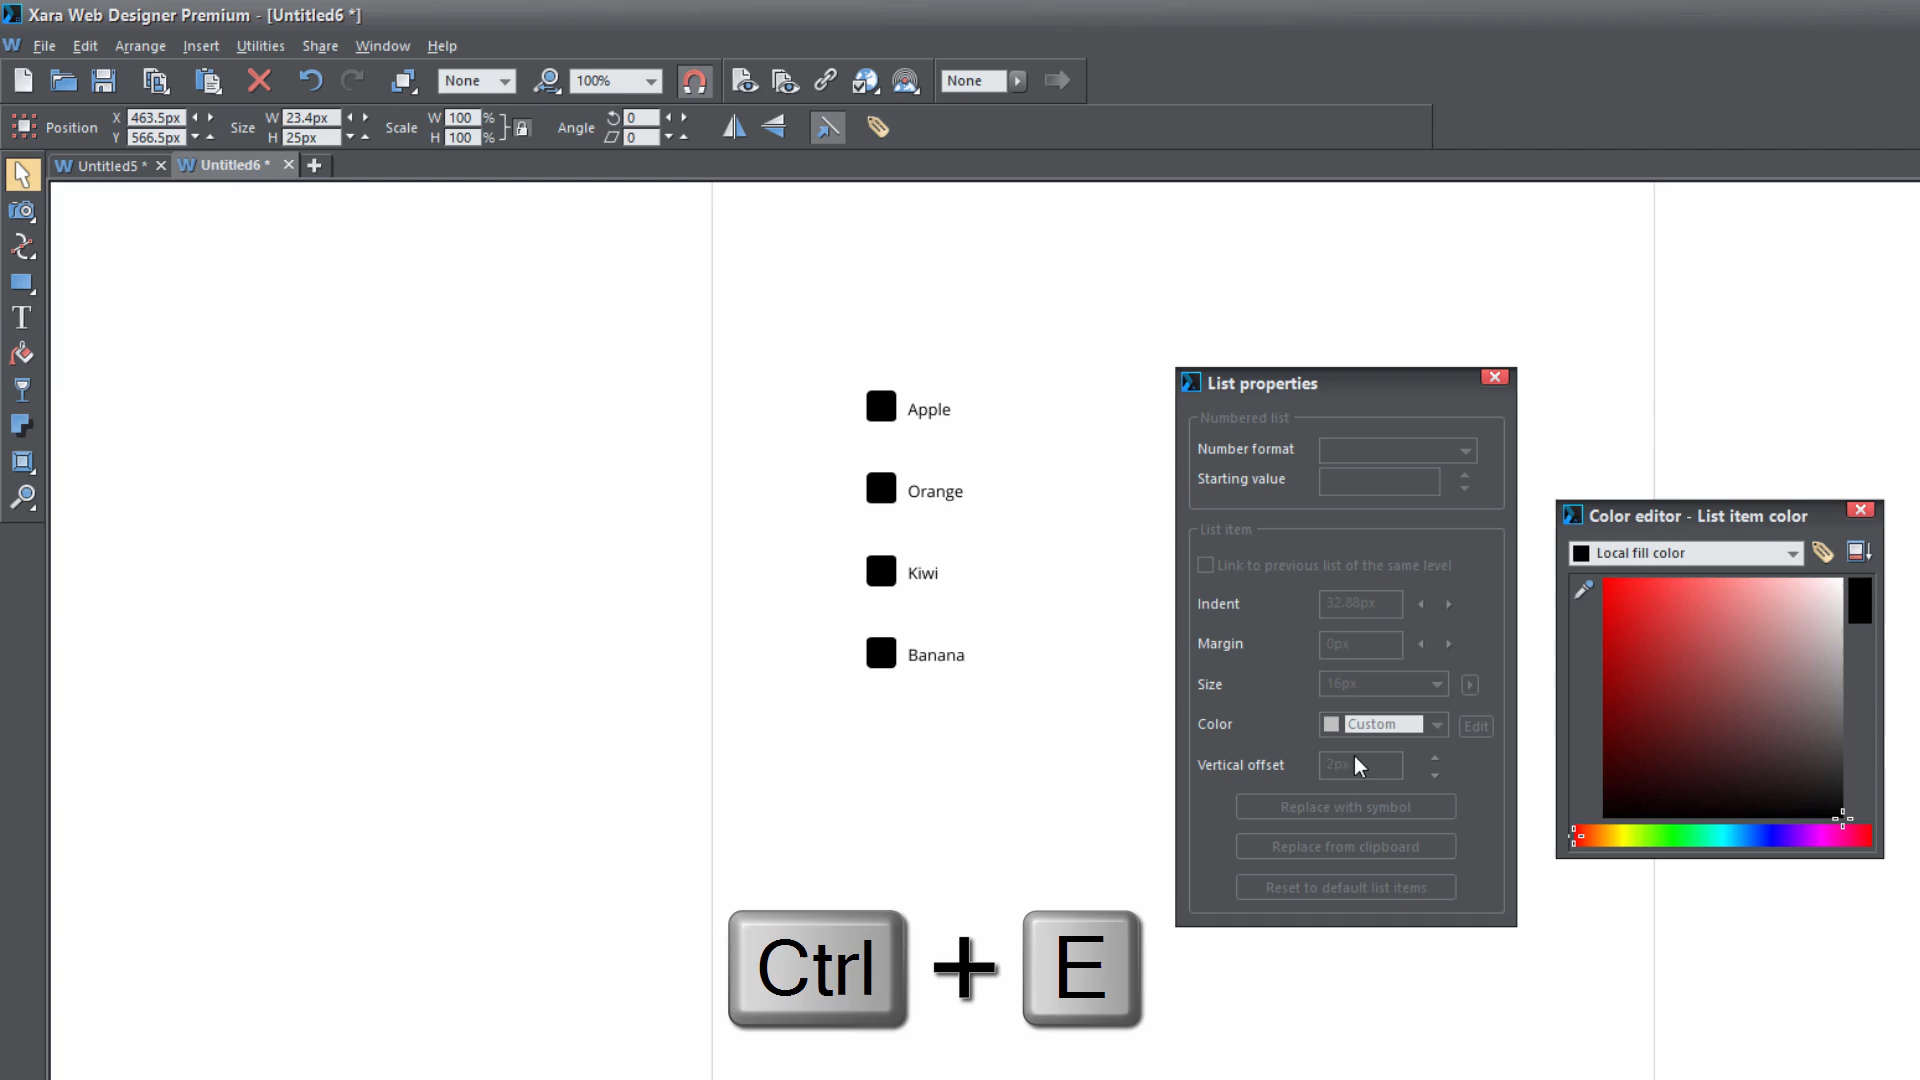 Xara Web Designer Premium - [Untitled6 *]
W File Edit Arrange Insert Utilities Share Window Help
None 100% None
Position X 463.5px Size W 23.4px Scale W 100 % Angle 0
Y 566.5px H 25px H 100 % 0
W Untitled5 * W Untitled6 *
T
Apple
Orange
Kiwi
Banana
List properties
Numbered list
Number format
Starting value
List item
Link to previous list of the same level
Indent 32.88px
Margin 0px
Size 16px
Color Custom Edit
Vertical offset 2px
Replace with symbol
Replace from clipboard
Reset to default list items
Color editor - List item color
Local fill color
Ctrl + E